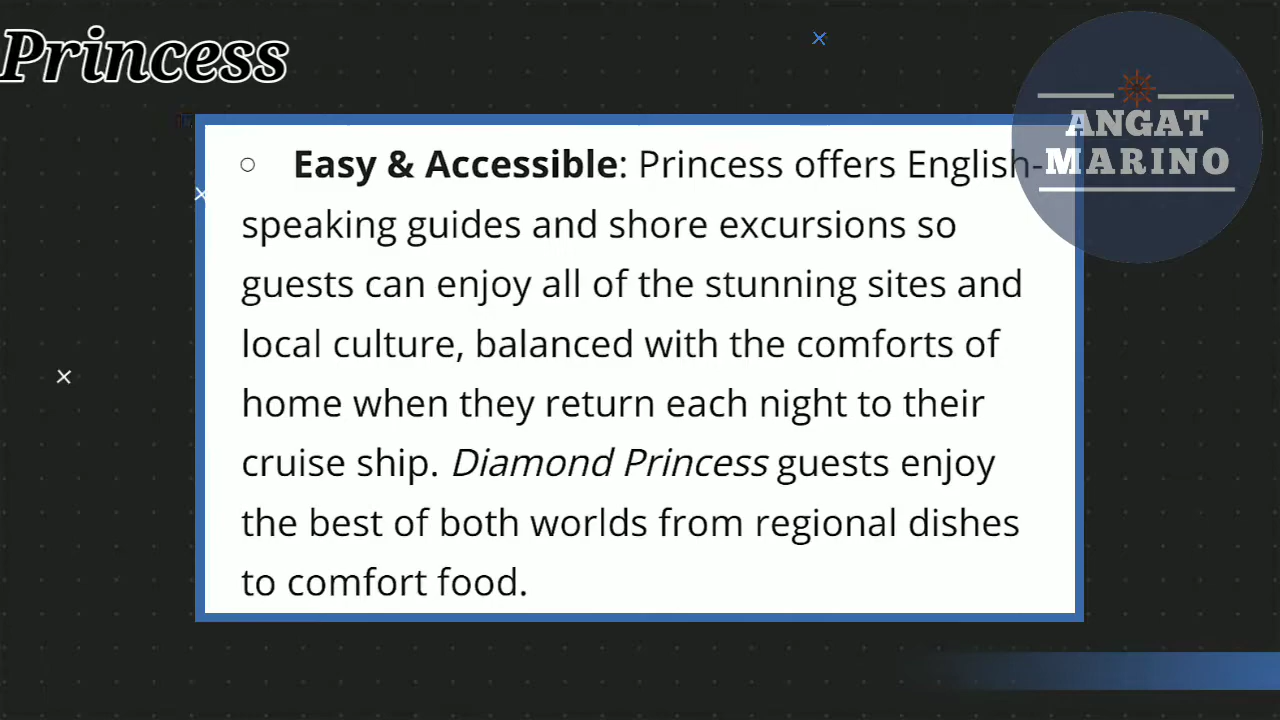 Princess
ANGAT
MARINO
○ Easy & Accessible: Princess offers English-
speaking guides and shore excursions so
guests can enjoy all of the stunning sites and
local culture, balanced with the comforts of
home when they return each night to their
cruise ship. Diamond Princess guests enjoy
the best of both worlds from regional dishes
to comfort food.